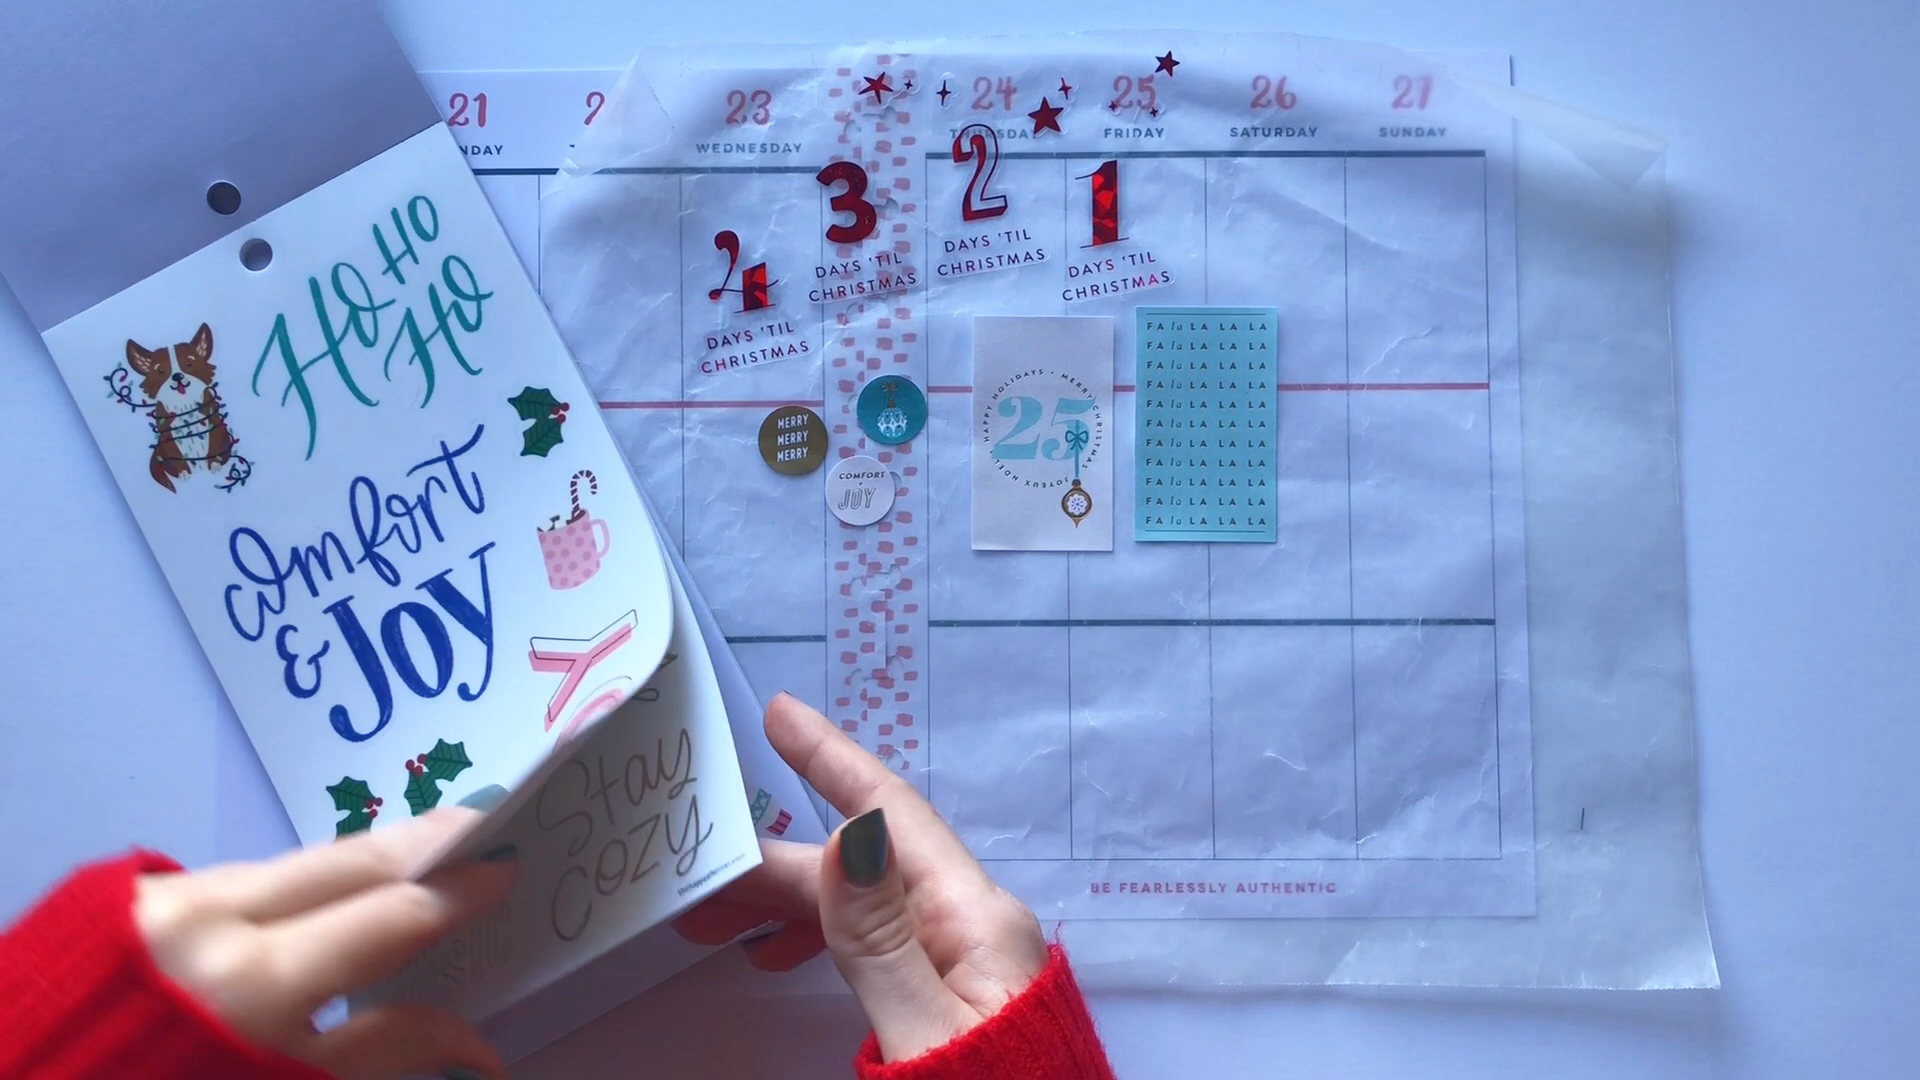 HO HO
HO HO
Comfort
& Joy
Stay
cozy
21
NDAY
2
23
WEDNESDAY
24
THURSDAY
25
FRIDAY
26
SATURDAY
27
SUNDAY
4
DAYS 'TIL
CHRISTMAS
3
DAYS 'TIL
CHRISTMAS
2
DAYS 'TIL
CHRISTMAS
1
DAYS 'TIL
CHRISTMAS
MERRY
MERRY
MERRY
COMFORT
+
JOY
HAPPY HOLIDAYS • MERRY CHRISTMAS • JOYEUX NOEL •
25
FA la LA LA LA
FA la LA LA LA
FA la LA LA LA
FA la LA LA LA
FA la LA LA LA
FA la LA LA LA
FA la LA LA LA
FA la LA LA LA
FA la LA LA LA
FA la LA LA LA
FA la LA LA LA
BE FEARLESSLY AUTHENTIC